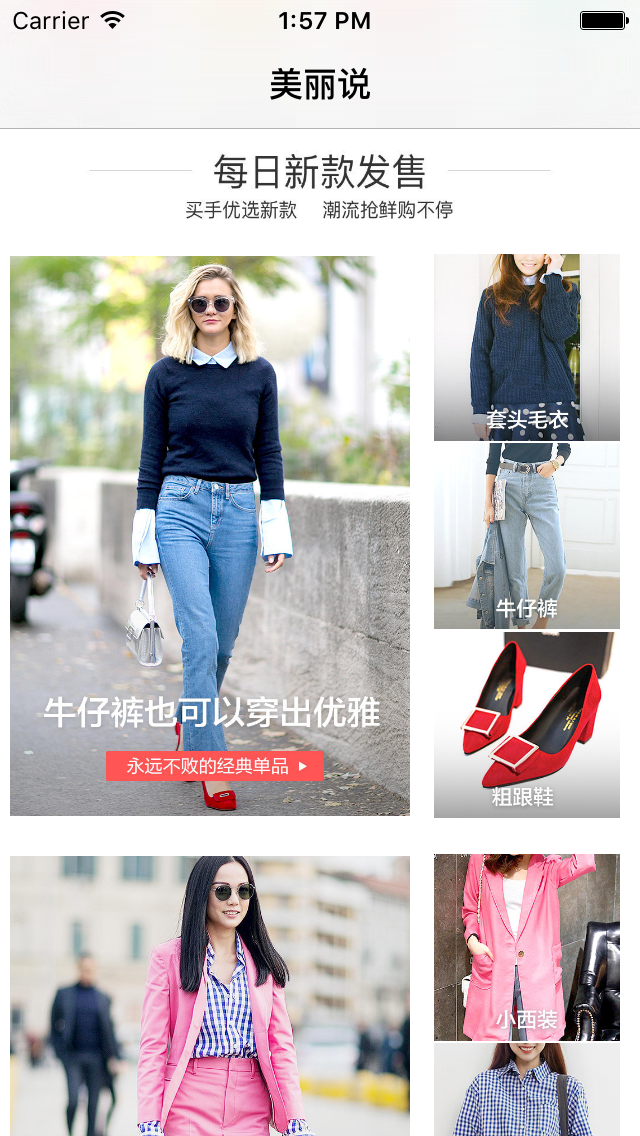 Carrier 1:57 PM
美丽说
每日新款发售
买手优选新款 潮流抢鲜购不停
套头毛衣
牛仔裤
牛仔裤也可以穿出优雅
永远不败的经典单品
粗跟鞋
小西装